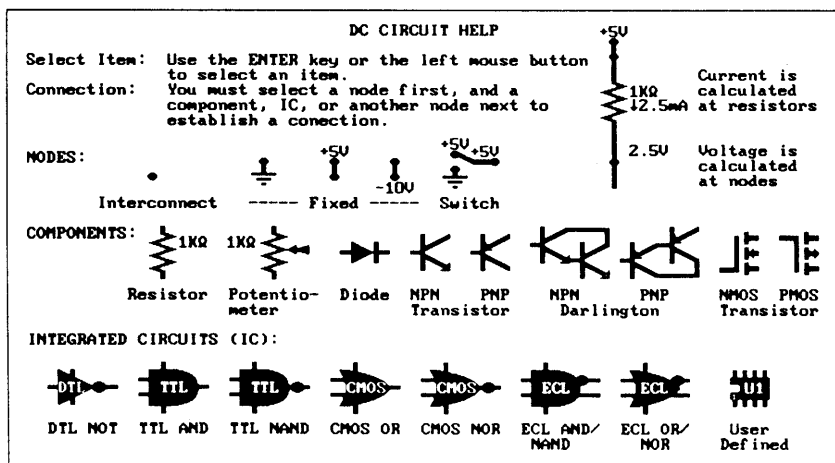 DC CIRCUIT HELP
+5V
Select Item: Use the ENTER key or the left mouse button
to select an item.
Connection: You must select a node first, and a
component, IC, or another node next to
establish a conection.
1KΩ
↓2.5mA
Current is
calculated
at resistors
2.5V
Voltage is
calculated
at nodes
NODES:
+5V
-10V
+5V
+5V
Interconnect ----- Fixed ----- Switch
COMPONENTS:
1KΩ
1KΩ
Resistor Potentio- Diode NPN PNP NPN PNP NMOS PMOS
meter Transistor Darlington Transistor
INTEGRATED CIRCUITS (IC):
DTL TTL TTL CMOS CMOS ECL ECL U1
DTL NOT TTL AND TTL NAND CMOS OR CMOS NOR ECL AND/ ECL OR/ User
NAND NOR Defined